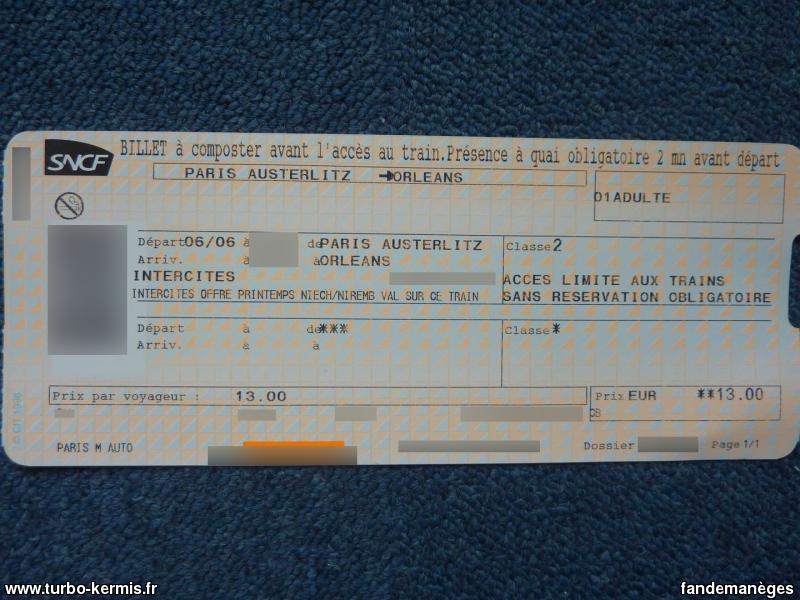 SNCF
BILLET à composter avant l'accès au train.Présence à quai obligatoire 2 mn avant départ
PARIS AUSTERLITZ → ORLEANS
01ADULTE
Départ 06/06 à de PARIS AUSTERLITZ Classe 2
Arriv. à ORLEANS
INTERCITES ACCES LIMITE AUX TRAINS
INTERCITES OFFRE PRINTEMPS NIECH/NIREMB VAL SUR CE TRAIN SANS RESERVATION OBLIGATOIRE
Départ à de *** Classe *
Arriv. à à
Prix par voyageur : 13.00 Prix EUR **13.00
CB
PARIS M AUTO Dossier Page 1/1
www.turbo-kermis.fr fandemanèges